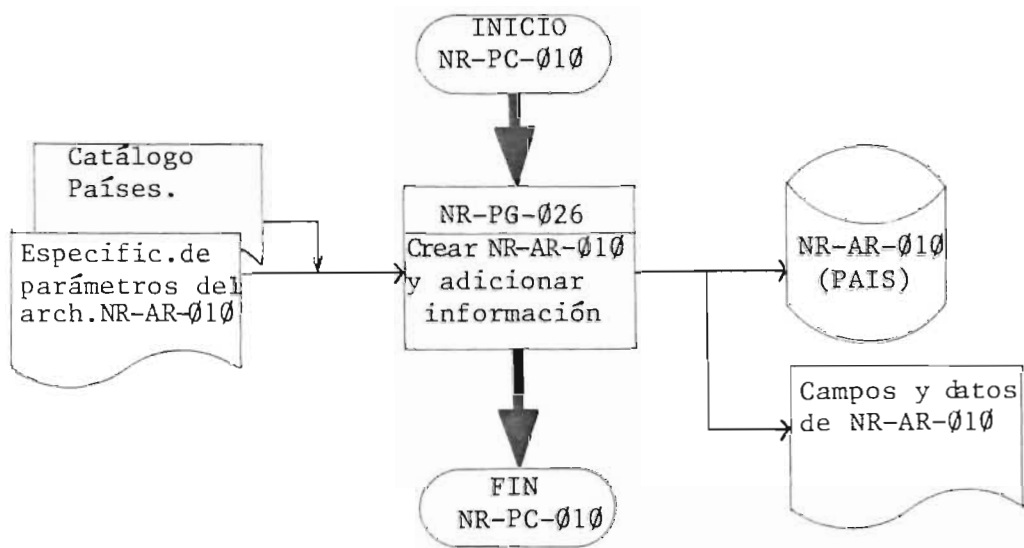 INICIO
NR-PC-Ø1Ø
Catálogo
Países.
Especific.de
parámetros del
arch.NR-AR-Ø1Ø
NR-PG-Ø26
Crear NR-AR-Ø1Ø
y adicionar
información
NR-AR-Ø1Ø
(PAIS)
Campos y datos
de NR-AR-Ø1Ø
FIN
NR-PC-Ø1Ø